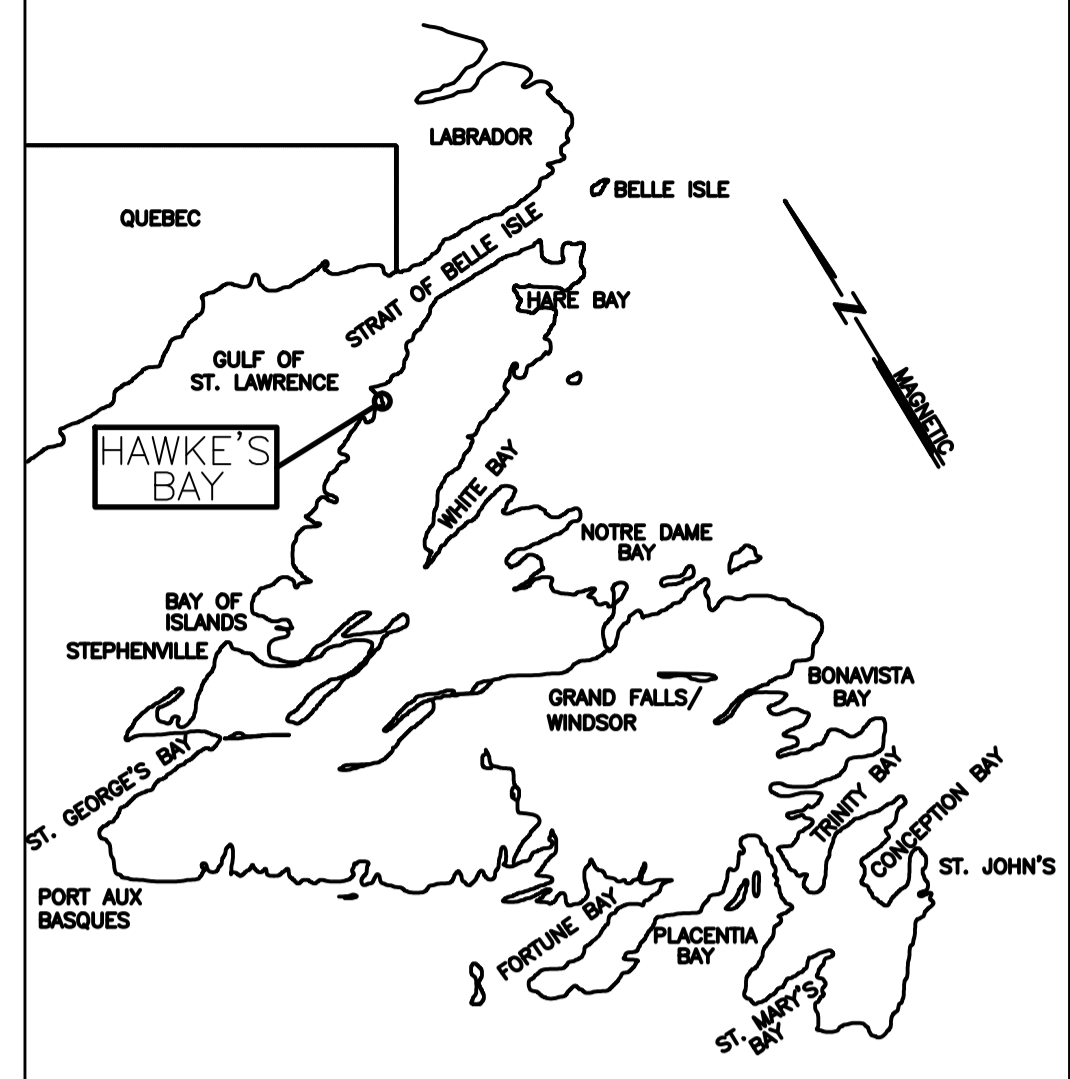 LABRADOR
BELLE ISLE
QUEBEC
STRAIT OF BELLE ISLE
HARE BAY
GULF OF
ST. LAWRENCE
N
MAGNETIC
HAWKE'S
BAY
WHITE BAY
NOTRE DAME
BAY
BAY OF
ISLANDS
STEPHENVILLE
GRAND FALLS/
WINDSOR
BONAVISTA
BAY
ST. GEORGE'S BAY
TRINITY BAY
CONCEPTION BAY
ST. JOHN'S
PORT AUX
BASQUES
FORTUNE BAY
PLACENTIA
BAY
ST. MARY'S
BAY